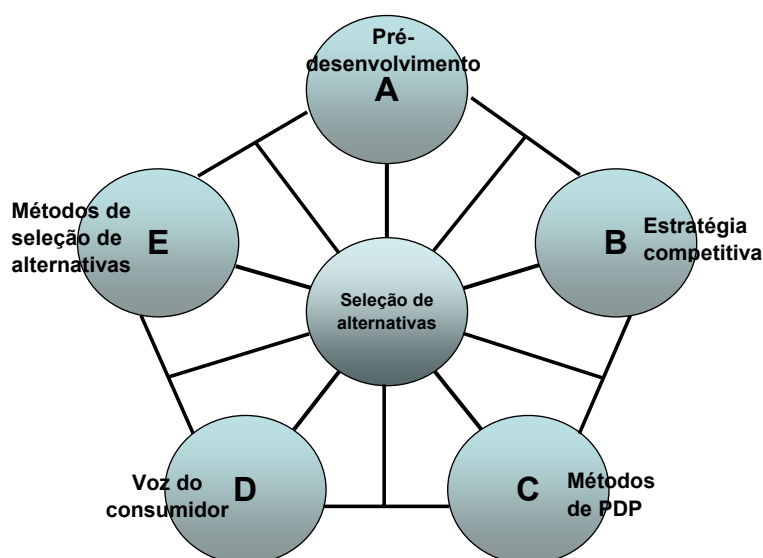 Pré-
desenvolvimento
A
Métodos de
seleção de
alternativas
E
B
Estratégia
competitiva
Seleção de
alternativas
Voz do
consumidor
D
C
Métodos
de PDP